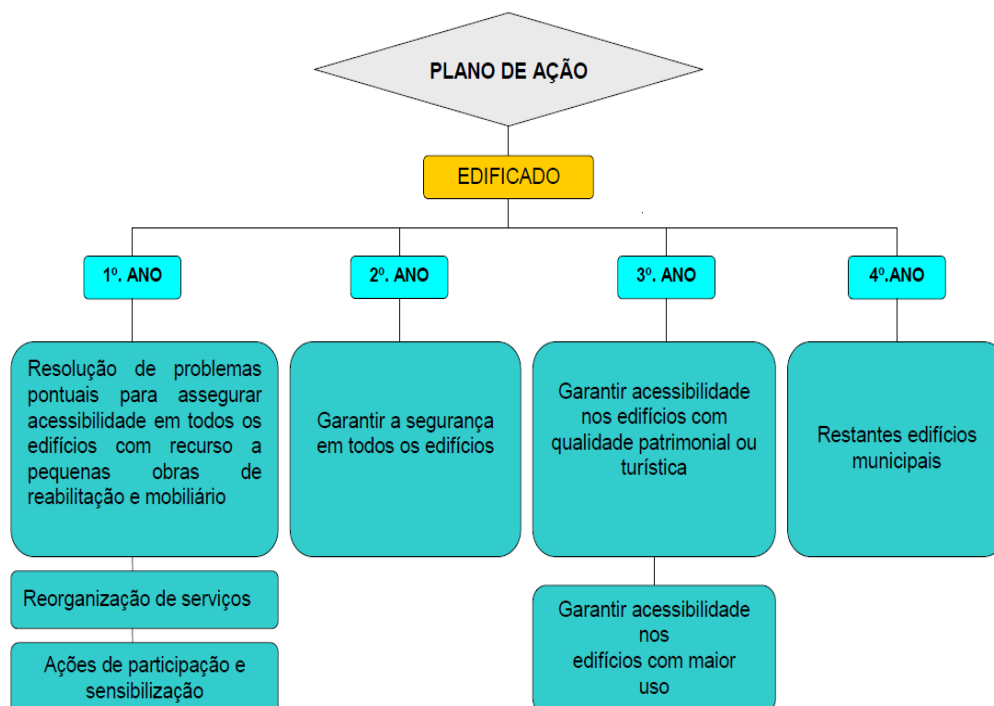 PLANO DE AÇÃO
EDIFICADO
1º. ANO
2º. ANO
3º. ANO
4º.ANO
Resolução de problemas
pontuais para assegurar
acessibilidade em todos os
edifícios com recurso a
pequenas obras de
reabilitação e mobiliário
Garantir a segurança
em todos os edifícios
Garantir acessibilidade
nos edifícios com
qualidade patrimonial ou
turística
Restantes edifícios
municipais
Reorganização de serviços
Ações de participação e
sensibilização
Garantir acessibilidade
nos
edifícios com maior
uso